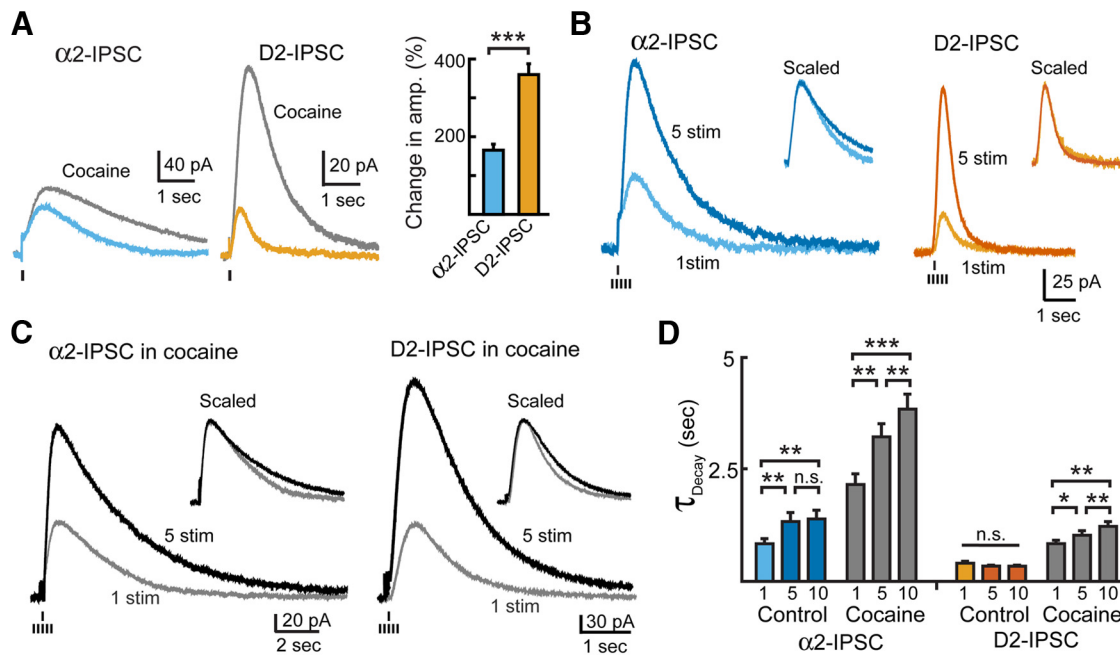 A
α2-IPSC
D2-IPSC
Cocaine
Cocaine
40 pA
1 sec
20 pA
1 sec
Change in amp. (%)
400
200
***
α2-IPSC
D2-IPSC
B
α2-IPSC
D2-IPSC
Scaled
Scaled
5 stim
1stim
5 stim
1stim
25 pA
1 sec
C
α2-IPSC in cocaine
D2-IPSC in cocaine
Scaled
Scaled
5 stim
1 stim
5 stim
1 stim
20 pA
2 sec
30 pA
1 sec
D
τDecay (sec)
5
2.5
** ** n.s.
*** ** **
n.s.
** * **
1 5 10 1 5 10 1 5 10 1 5 10
Control Cocaine Control Cocaine
α2-IPSC D2-IPSC